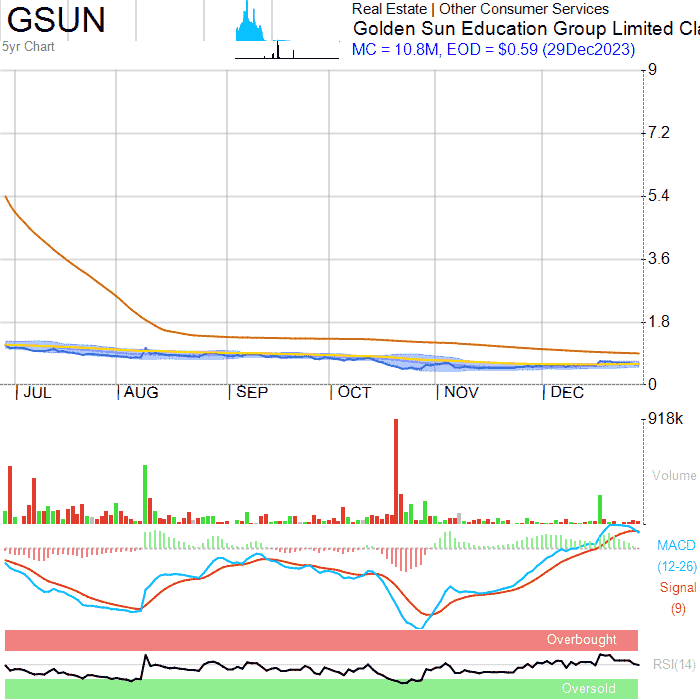 GSUN
5yr Chart
Real Estate | Other Consumer Services
Golden Sun Education Group Limited Cla
MC = 10.8M, EOD = $0.59 (29Dec2023)
9
7.2
5.4
3.6
1.8
0
JUL AUG SEP OCT NOV DEC
918k
Volume
MACD
(12-26)
Signal
(9)
Overbought
RSI(14)
Oversold